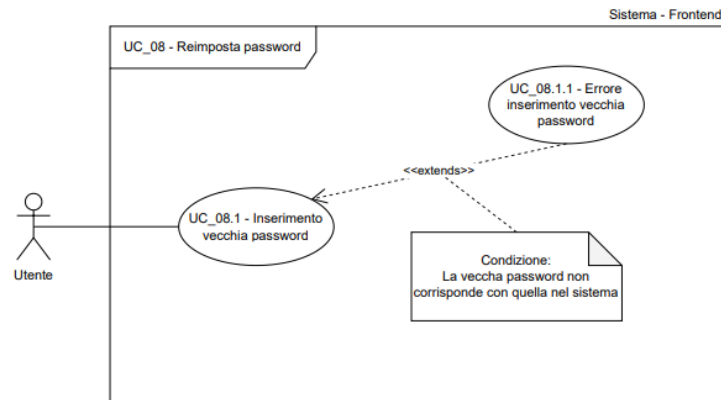 Sistema - Frontend
UC_08 - Reimposta password
UC_08.1.1 - Errore
inserimento vecchia
password
<<extends>>
UC_08.1 - Inserimento
vecchia password
Utente
Condizione:
La veccha password non
corrisponde con quella nel sistema